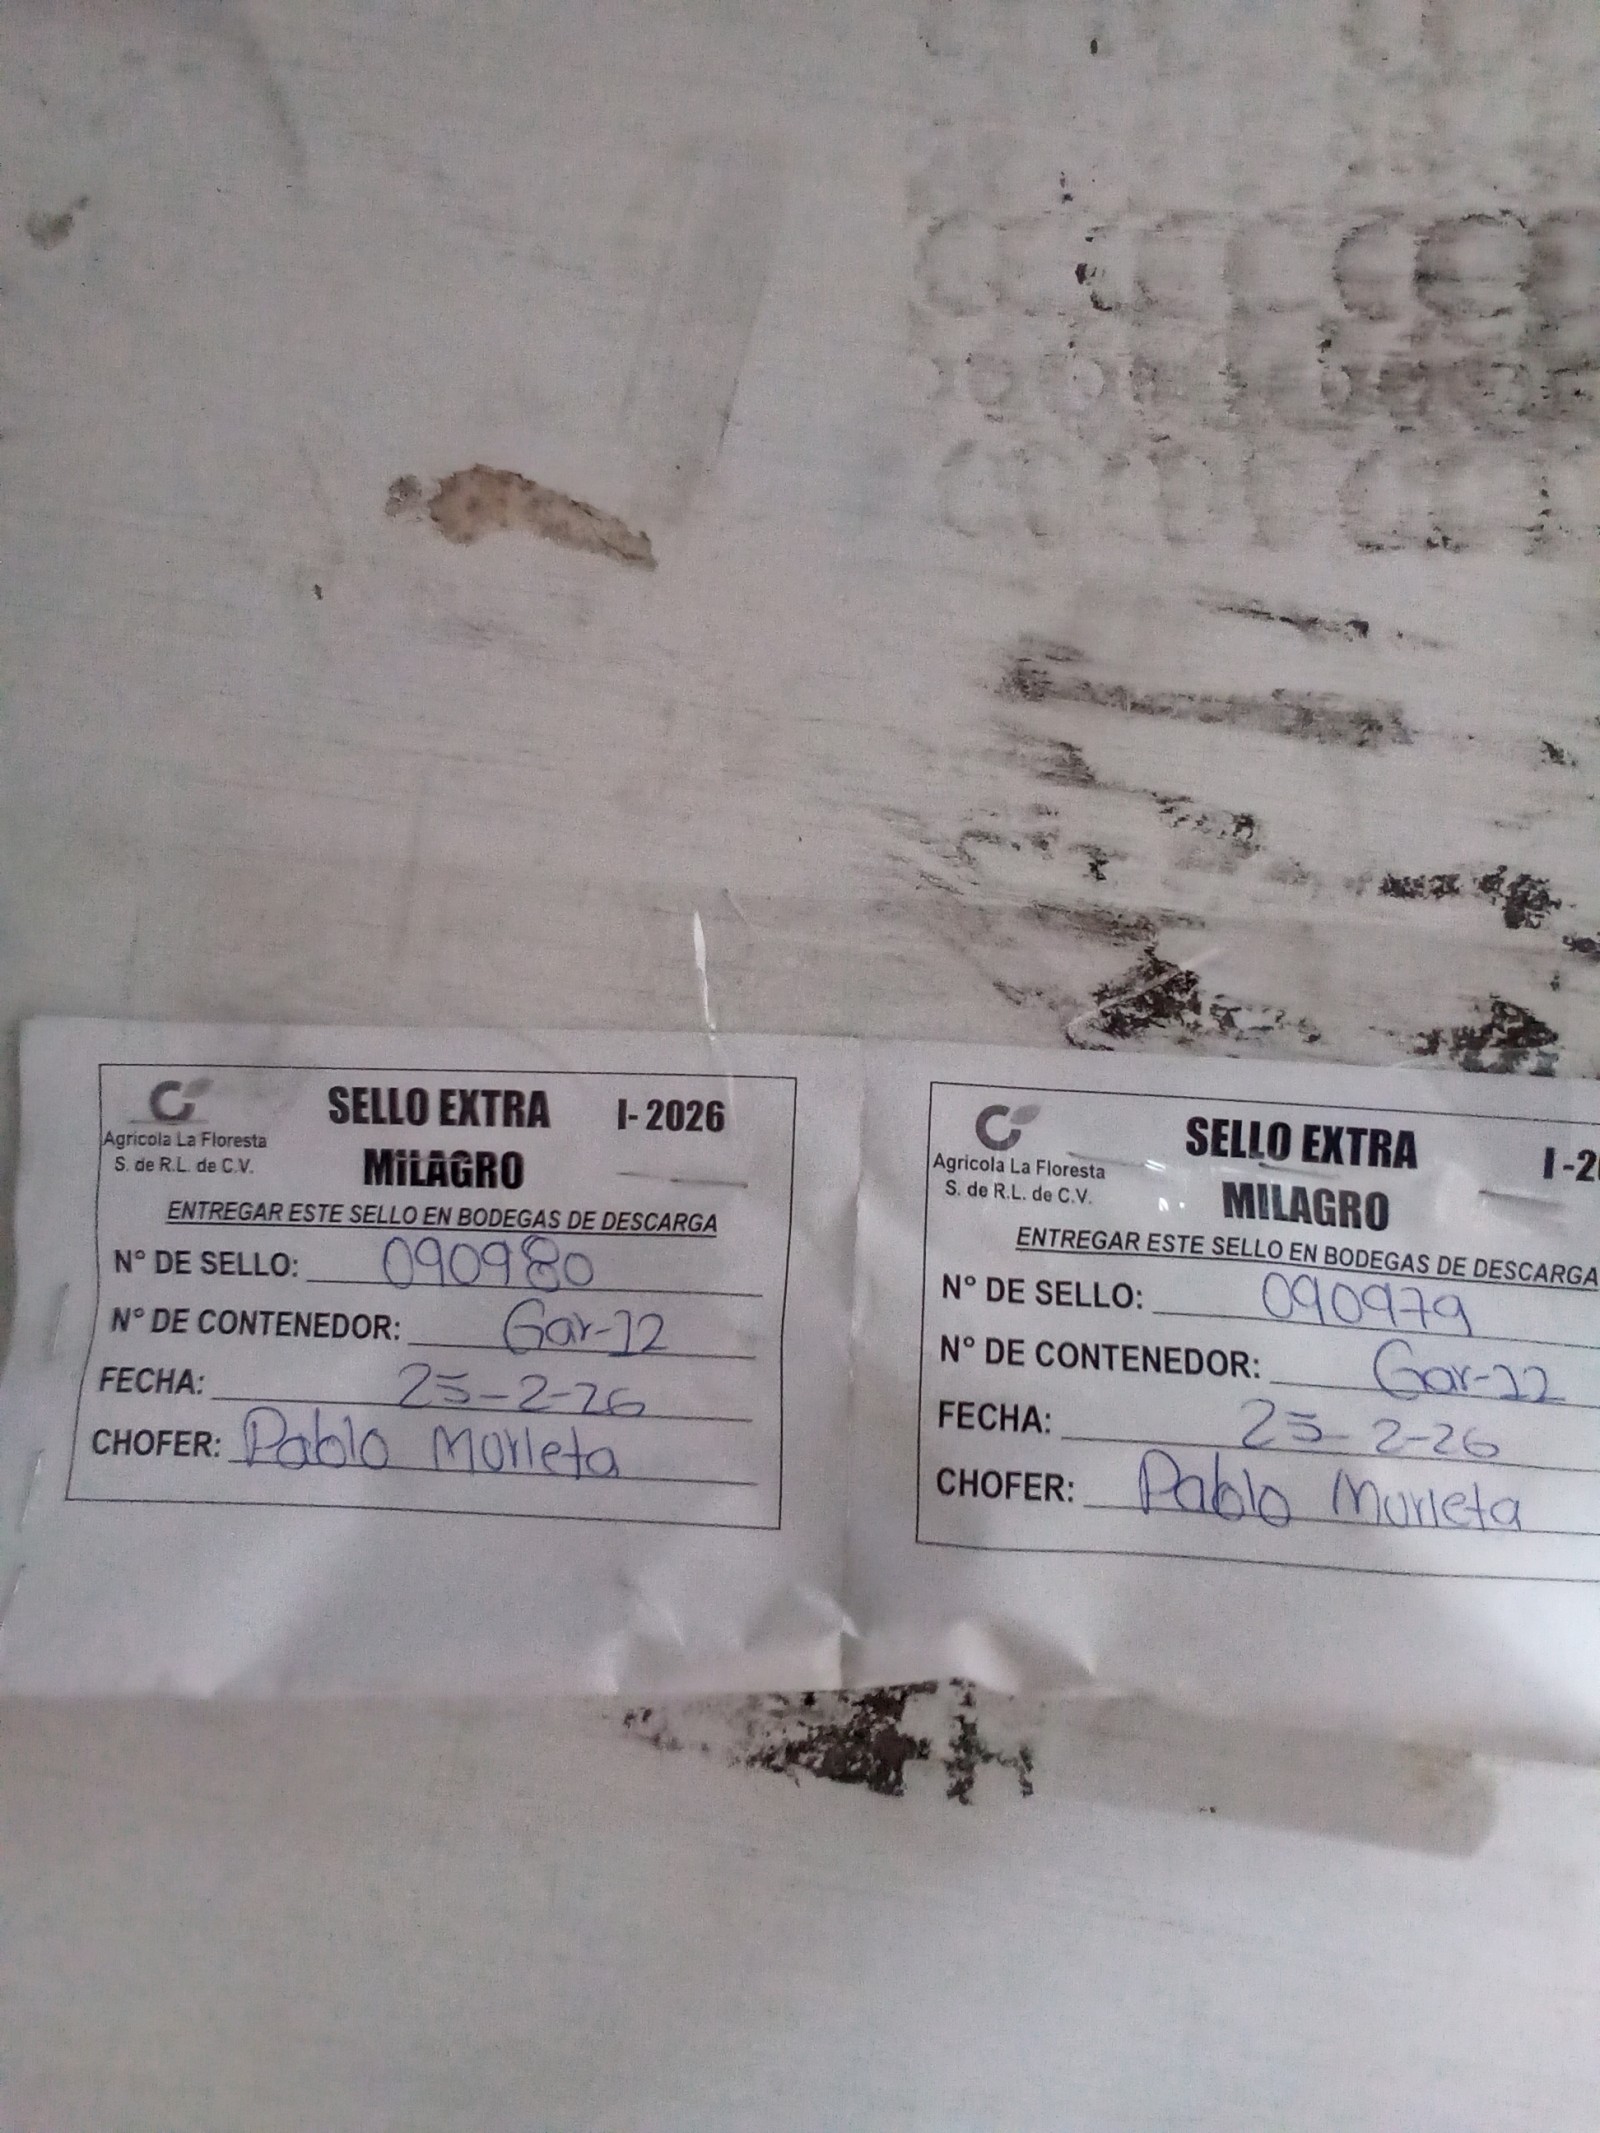 Agricola La Floresta
S. de R.L. de C.V.
SELLO EXTRA I- 2026
MILAGRO
ENTREGAR ESTE SELLO EN BODEGAS DE DESCARGA
N° DE SELLO: 090980
N° DE CONTENEDOR: Gar-12
FECHA: 25-2-26
CHOFER: Pablo Murieta
Agricola La Floresta
S. de R.L. de C.V.
SELLO EXTRA I -2
MILAGRO
ENTREGAR ESTE SELLO EN BODEGAS DE DESCARGA
N° DE SELLO: 090979
N° DE CONTENEDOR: Gar-12
FECHA: 25-2-26
CHOFER: Pablo Murieta